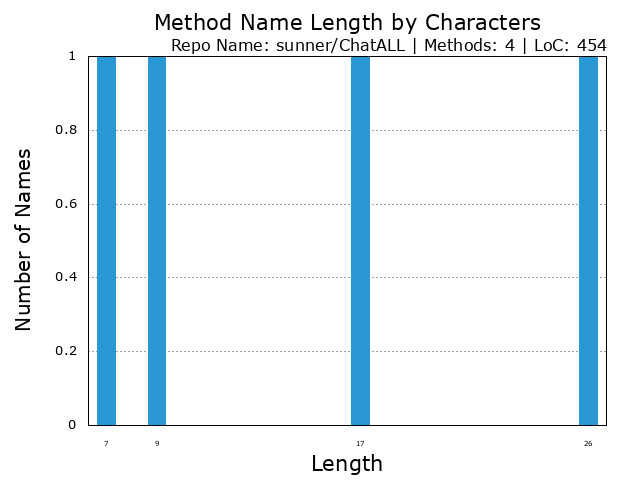 Method Name Length by Characters
Repo Name: sunner/ChatALL | Methods: 4 | LoC: 454
1
0.8
0.6
0.4
0.2
0
Number of Names
7 9 17 26
Length